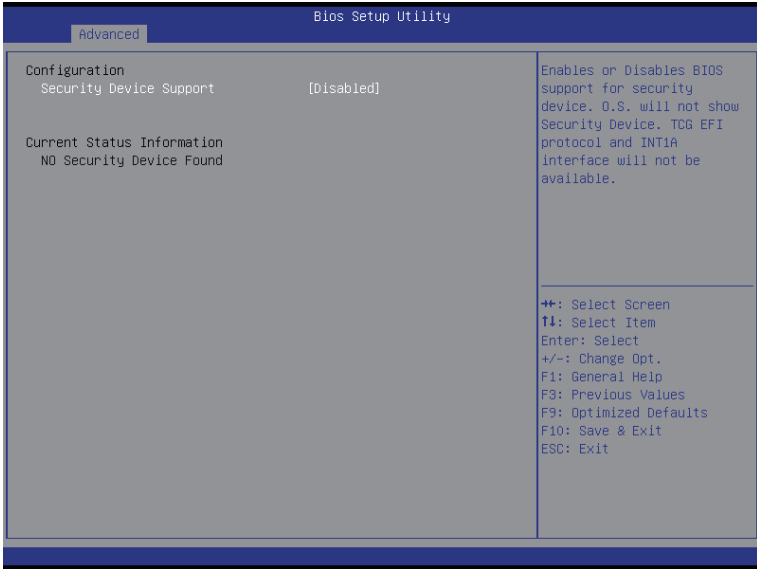 Bios Setup Utility
Advanced
Configuration
Security Device Support [Disabled]
Current Status Information
NO Security Device Found
Enables or Disables BIOS
support for security
device. O.S. will not show
Security Device. TCG EFI
protocol and INT1A
interface will not be
available.
→←: Select Screen
↑↓: Select Item
Enter: Select
+/-: Change Opt.
F1: General Help
F3: Previous Values
F9: Optimized Defaults
F10: Save & Exit
ESC: Exit